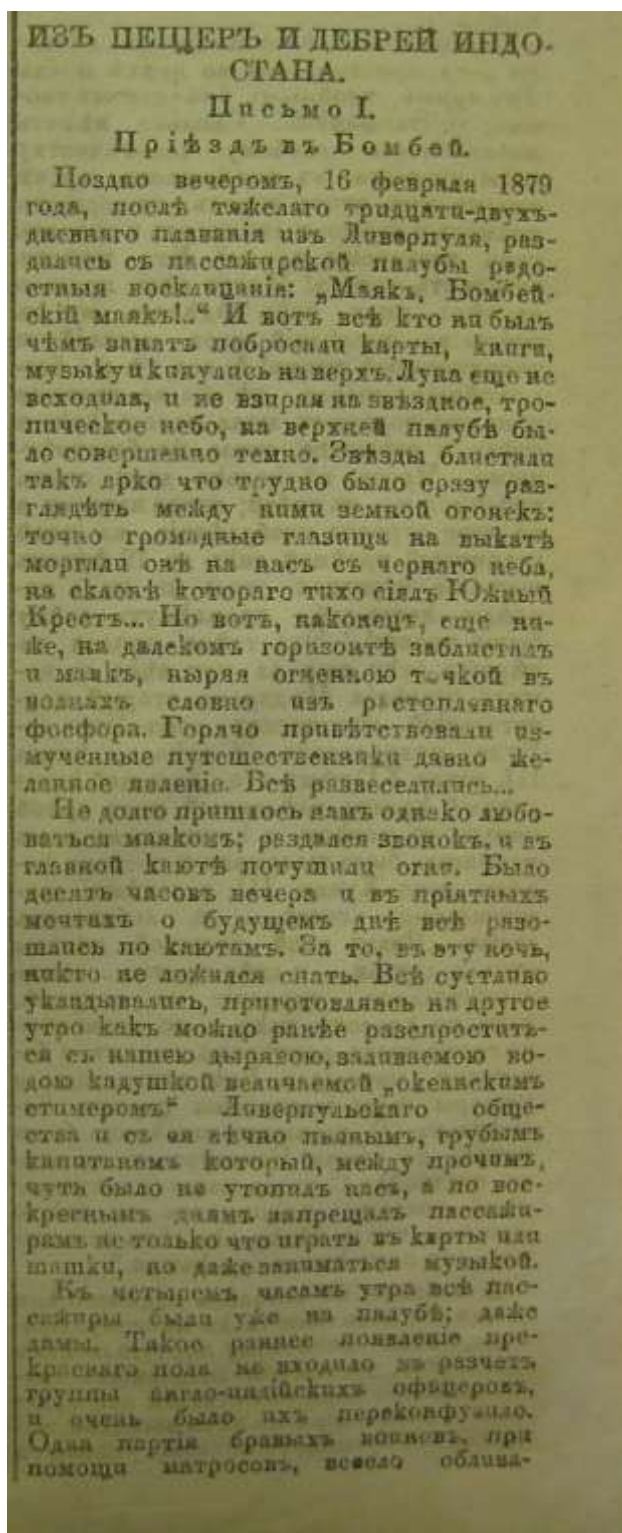 ИЗЪ ПЕЩЕРЪ И ДЕБРЕЙ ИНДО-
СТАНА.
Письмо I.
Пріѣздъ въ Бомбей.
Поздно вечеромъ, 16 февраля 1879
года, послѣ тяжелаго тридцати-двухъ-
дневнаго плаванія изъ Ливерпуля, раз-
дались съ пассажирской палубы радо-
стныя восклицанія: „Маякъ, Бомбей-
скій маякъ!..“ И вотъ всѣ кто ни былъ
чѣмъ занатъ побросали карты, книги,
музыку и кинулись наверхъ. Луна еще не
всходила, и не взирая на звѣздное, тро-
пическое небо, на верхней палубѣ бы-
ло совершенно темно. Звѣзды блистали
такъ ярко что трудно было сразу раз-
глядѣть между ними земной огонекъ:
точно громадные глазища на выкатѣ
моргали онѣ на насъ съ чернаго неба,
на склонѣ котораго тихо сіялъ Южный
Крестъ... Но вотъ, наконецъ, еще ни-
же, на далекомъ горизонтѣ заблисталъ
и маякъ, ныряя огненною точкой въ
волнахъ словно изъ растопленнаго
фосфора. Горячо привѣтствовали из-
мученные путешественники давно же-
ланное явленіе. Всѣ развеселились...
Не долго пришлось намъ однако любо-
ваться маякомъ; раздался звонокъ, и въ
главной каютѣ потушили огни. Было
десять часовъ вечера и въ пріятныхъ
мечтахъ о будущемъ днѣ всѣ разо-
шлись по каютамъ. За то, въ эту ночь,
никто не ложился спать. Всѣ суетливо
укладывались, приготовляясь на другое
утро какъ можно ранѣе распростить-
ся съ нашею дырявою, заливаемою во-
дою кадушкой величаемой „океанскимъ
стимеромъ“ Ливерпульскаго обще-
ства и съ ея вѣчно пьянымъ, грубымъ
капитаномъ который, между прочимъ,
чуть было не утопилъ насъ, а по вос-
креснымъ днямъ запрещалъ пассажи-
рамъ не только что играть въ карты или
шашки, но даже заниматься музыкой.
Къ четыремъ часамъ утра всѣ пас-
сажиры были уже на палубѣ; даже
дамы. Такое раннее появленіе пре-
краснаго пола не входило въ разчетъ
группы англо-индійскихъ офицеровъ,
и очень было ихъ переконфузило.
Одна партія бравыхъ воиновъ, при
помощи матросовъ, весело облива-